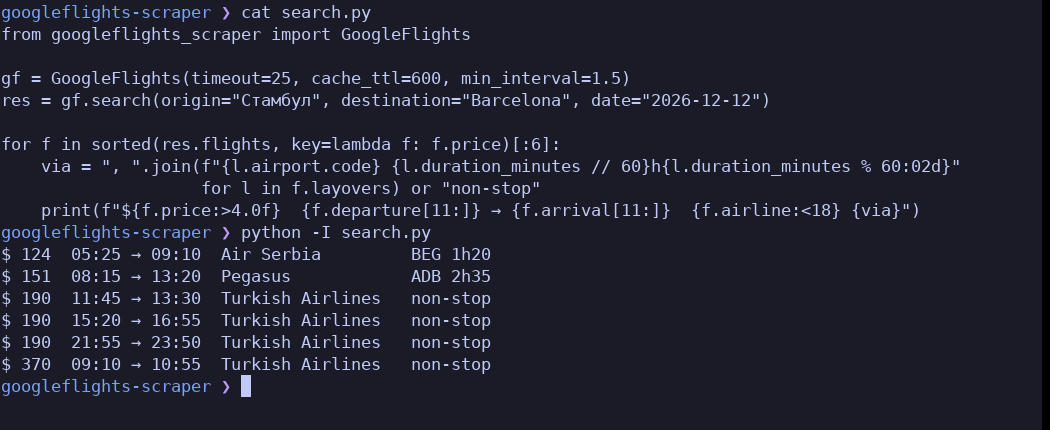 googleflights-scraper ❯ cat search.py
from googleflights_scraper import GoogleFlights

gf = GoogleFlights(timeout=25, cache_ttl=600, min_interval=1.5)
res = gf.search(origin="Стамбул", destination="Barcelona", date="2026-12-12")

for f in sorted(res.flights, key=lambda f: f.price)[:6]:
    via = ", ".join(f"{l.airport.code} {l.duration_minutes // 60}h{l.duration_minutes % 60:02d}"
                    for l in f.layovers) or "non-stop"
    print(f"${f.price:>4.0f}  {f.departure[11:]} → {f.arrival[11:]}  {f.airline:<18} {via}")
googleflights-scraper ❯ python -I search.py
$ 124  05:25 → 09:10  Air Serbia         BEG 1h20
$ 151  08:15 → 13:20  Pegasus            ADB 2h35
$ 190  11:45 → 13:30  Turkish Airlines   non-stop
$ 190  15:20 → 16:55  Turkish Airlines   non-stop
$ 190  21:55 → 23:50  Turkish Airlines   non-stop
$ 370  09:10 → 10:55  Turkish Airlines   non-stop
googleflights-scraper ❯